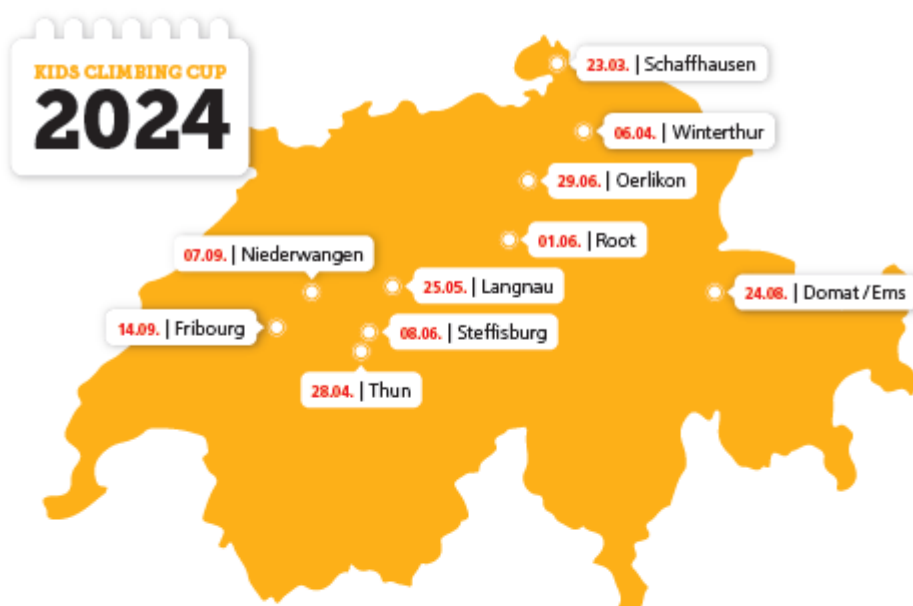 KIDS CLIMBING CUP
2024
23.03. | Schaffhausen
06.04. | Winterthur
29.06. | Oerlikon
01.06. | Root
07.09. | Niederwangen
25.05. | Langnau
24.08. | Domat/Ems
14.09. | Fribourg
08.06. | Steffisburg
28.04. | Thun